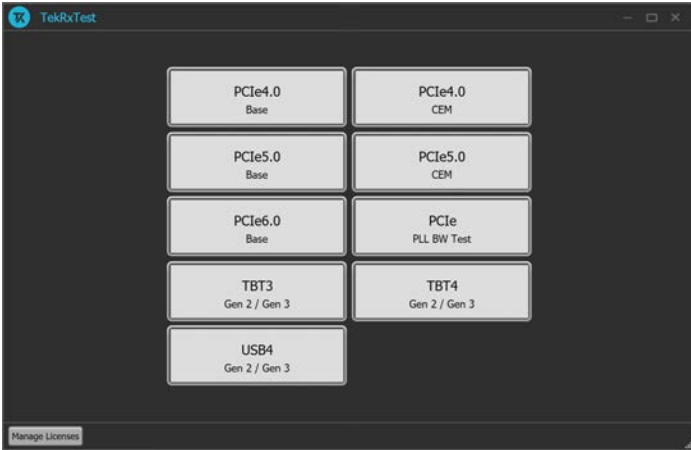 TekRxTest
PCIe4.0
Base
PCIe4.0
CEM
PCIe5.0
Base
PCIe5.0
CEM
PCIe6.0
Base
PCIe
PLL BW Test
TBT3
Gen 2 / Gen 3
TBT4
Gen 2 / Gen 3
USB4
Gen 2 / Gen 3
Manage Licenses